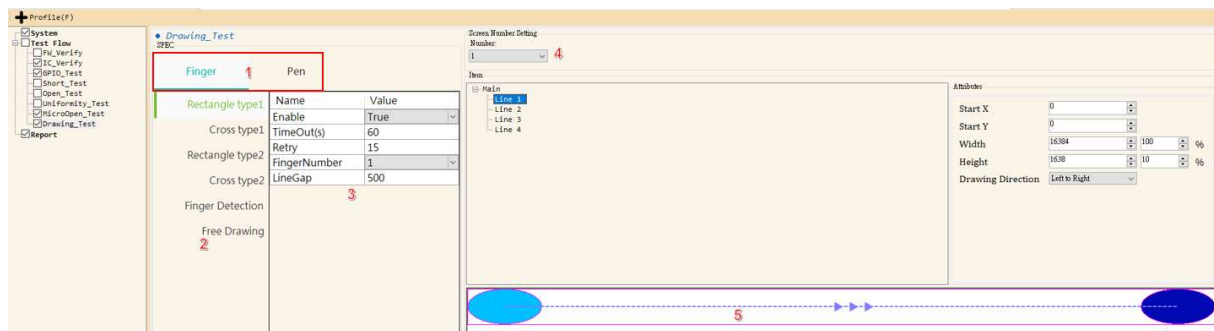 Profile(F)
System
Test Flow
FW_Verify
IC_Verify
GPIO_Test
Short_Test
Open_Test
Uniformity_Test
MicroOpen_Test
Drawing_Test
Report
Drawing_Test
SPEC
Finger 1 Pen
Rectangle type1
Cross type1
Rectangle type2
Cross type2
Finger Detection
Free Drawing
2
Name Value
Enable True
TimeOut(s) 60
Retry 15
FingerNumber 1
LineGap 500
3
Screen Number Setting
Number:
1 4
Item
Main
Line 1
Line 2
Line 3
Line 4
Attributes
Start X 0
Start Y 0
Width 16384 100 %
Height 1638 10 %
Drawing Direction Left to Right
5